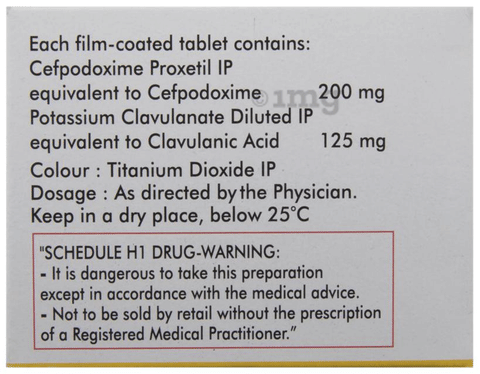 Each film-coated tablet contains:
Cefpodoxime Proxetil IP
equivalent to Cefpodoxime 200 mg
©1mg
Potassium Clavulanate Diluted IP
equivalent to Clavulanic Acid 125 mg
Colour : Titanium Dioxide IP
Dosage : As directed by the Physician.
Keep in a dry place, below 25°C
"SCHEDULE H1 DRUG-WARNING:
- It is dangerous to take this preparation
except in accordance with the medical advice.
- Not to be sold by retail without the prescription
of a Registered Medical Practitioner.”